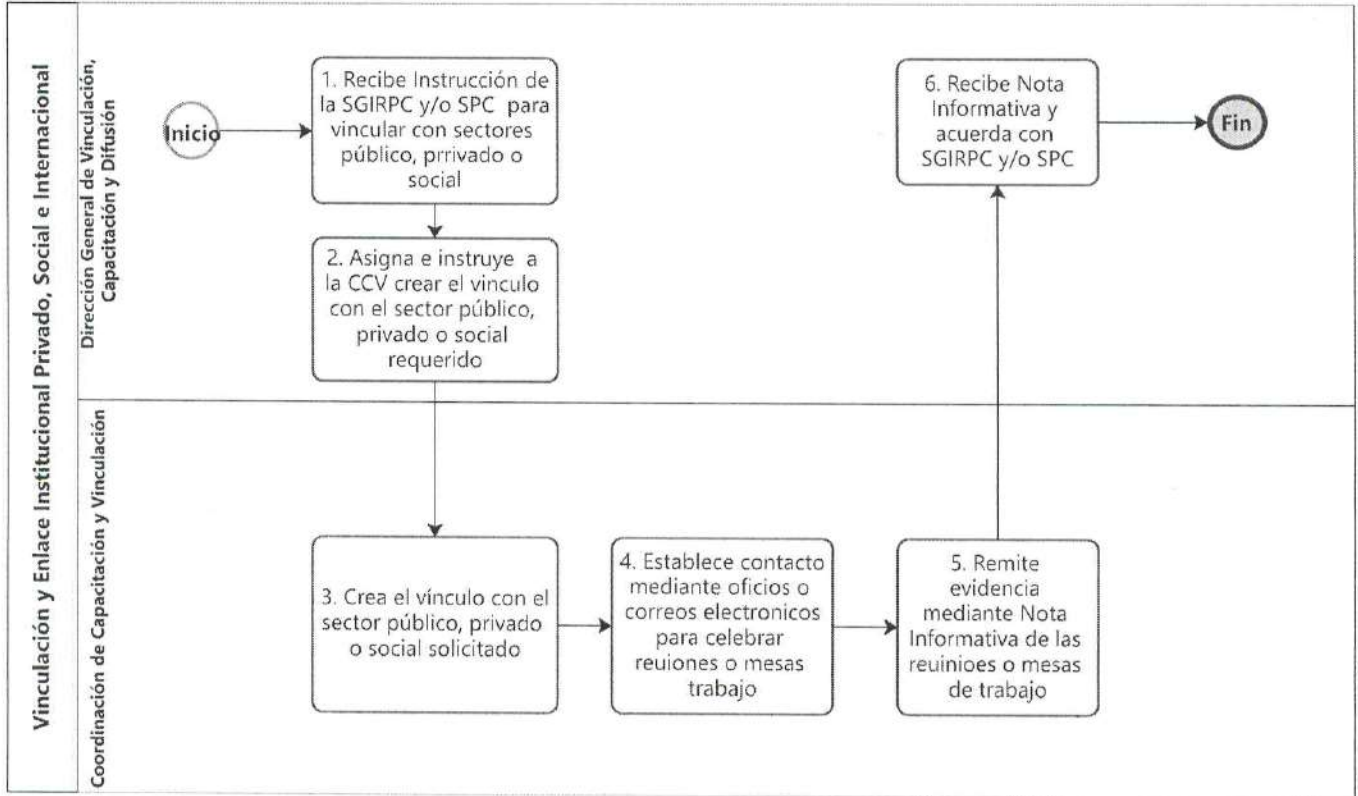 Vinculación y Enlace Institucional Privado, Social e Internacional
Dirección General de Vinculación,
Capacitación y Difusión
Inicio
1. Recibe Instrucción de
la SGIRPC y/o SPC para
vincular con sectores
público, prrivado o
social
2. Asigna e instruye a
la CCV crear el vinculo
con el sector público,
privado o social
requerido
6. Recibe Nota
Informativa y
acuerda con
SGIRPC y/o SPC
Fin
Coordinación de Capacitación y Vinculación
3. Crea el vínculo con el
sector público, privado
o social solicitado
4. Establece contacto
mediante oficios o
correos electronicos
para celebrar
reuiones o mesas
trabajo
5. Remite
evidencia
mediante Nota
Informativa de las
reuinioes o mesas
de trabajo